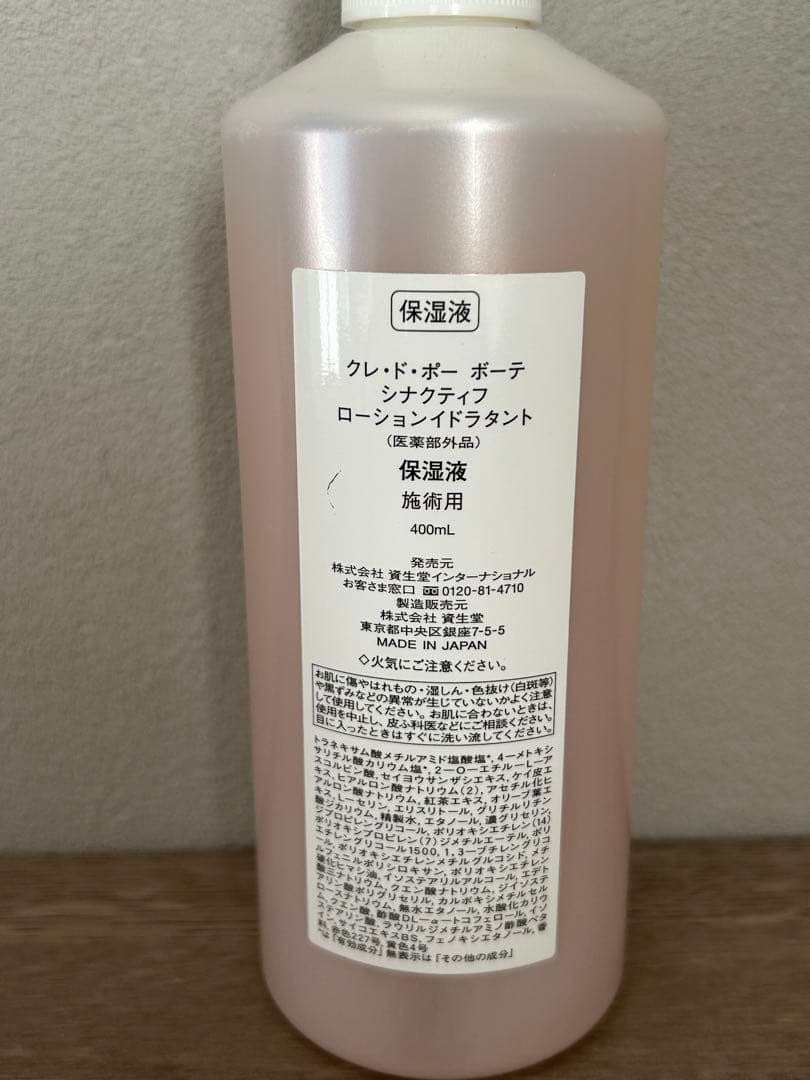 保湿液
クレ・ド・ポー ボーテ
シナクティフ
ローションイドラタント
（医薬部外品）
保湿液
施術用
400mL
発売元
株式会社 資生堂インターナショナル
お客さま窓口 0120-81-4710
製造販売元
株式会社 資生堂
東京都中央区銀座7-5-5
MADE IN JAPAN
◇火気にご注意ください。
お肌に傷やはれもの・湿しん・色抜け（白斑等）
や黒ずみなどの異常が生じていないかよく注意
して使用してください。お肌に合わないときは、
使用を中止し、皮ふ科医などにご相談ください。
目に入ったときはすぐに洗い流してください。
トラネキサム酸メチルアミド塩酸塩*, 4－メトキシ
サリチル酸カリウム塩*, 2－O－エチル－L－ア
スコルビン酸, セイヨウサンザシエキス, ケイ皮エ
キス, ヒアルロン酸ナトリウム（2）, アセチル化ヒ
アルロン酸ナトリウム, 紅茶エキス, オリーブ葉エ
キス, L－セリン, エリスリトール, グリチルリチン
酸ジカリウム, 精製水, エタノール, 濃グリセリン,
ジプロピレングリコール, ポリオキシエチレン（14）
ポリオキシプロピレン（7）ジメチルエーテル, ポリ
エチレングリコール1500, 1,3－ブチレングリコ
ール, ポリオキシエチレンメチルグルコシド, メチ
ルフェニルポリシロキサン, ポリオキシエチレン
硬化ヒマシ油, イソステアリルアルコール, エデト
酸三ナトリウム, クエン酸ナトリウム, ジイソステ
アリン酸ポリグリセリル, カルボキシメチルセル
ロースナトリウム, 無水エタノール, 水酸化カリウ
ム, クエン酸, 酢酸DL－α－トコフェロール, イソ
ステアリン酸, ラウリルジメチルアミノ酢酸ベタ
イン, サイコエキスBS, フェノキシエタノール, 香
料, 赤色227号, 黄色4号
*は「有効成分」無表示は「その他の成分」